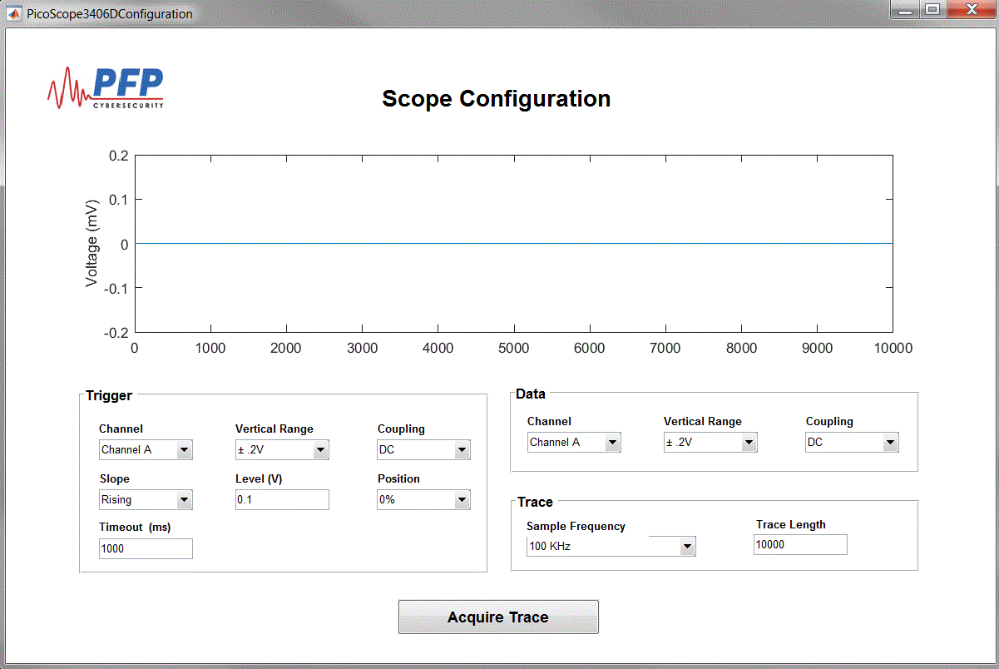 PicoScope3406DConfiguration
PFP
CYBERSECURITY
Scope Configuration
0.2
0.1
0
-0.1
-0.2
Voltage (mV)
0 1000 2000 3000 4000 5000 6000 7000 8000 9000 10000
Trigger
Channel Vertical Range Coupling
Channel A ± .2V DC
Slope Level (V) Position
Rising 0.1 0%
Timeout (ms)
1000
Data
Channel Vertical Range Coupling
Channel A ± .2V DC
Trace
Sample Frequency Trace Length
100 KHz 10000
Acquire Trace